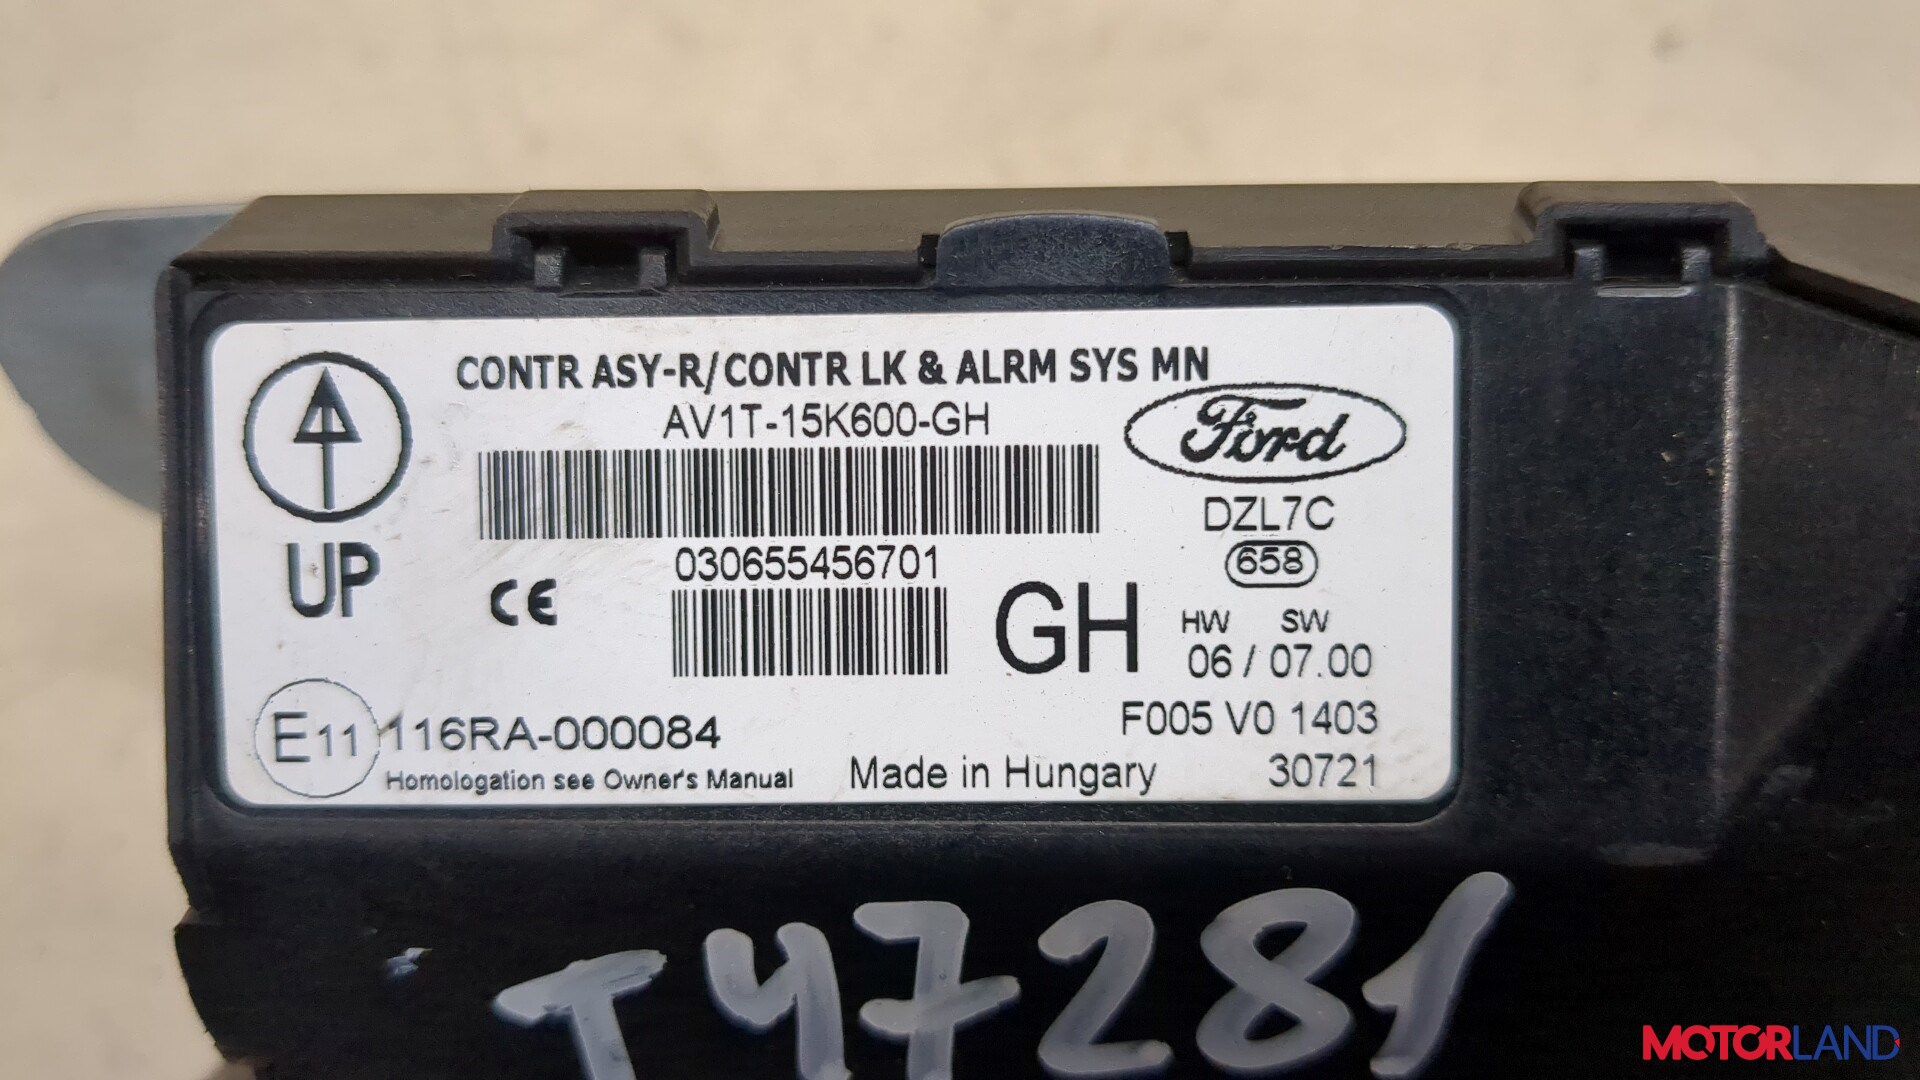 CONTR ASY-R/CONTR LK & ALRM SYS MN
AV1T-15K600-GH
Ford
DZL7C
658
UP
030655456701
CE
GH
HW SW
06 / 07.00
F005 V0 1403
E11 116RA-000084
Homologation see Owner's Manual
Made in Hungary
30721
T47281
MOTORLAND